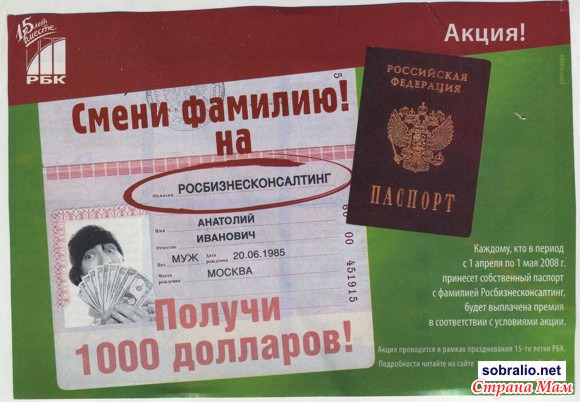 15 лет
вместе
РБК
Акция!
Смени фамилию!
на
Фамилия РОСБИЗНЕСКОНСАЛТИНГ
Имя АНАТОЛИЙ
Отчество ИВАНОВИЧ
Пол МУЖ Дата рождения 20.06.1985
Место рождения МОСКВА
00 451915
Получи
1000 долларов!
РОССИЙСКАЯ
ФЕДЕРАЦИЯ
ПАСПОРТ
Каждому, кто в период
с 1 апреля по 1 мая 2008 г.
принесет собственный паспорт
с фамилией Росбизнесконсалтинг,
будет выплачена премия
в соответствии с условиями акции.
Акция проводится в рамках празднования 15-ти летия РБК.
Подробности читайте на сайте
sobralio.net
Страна Мам